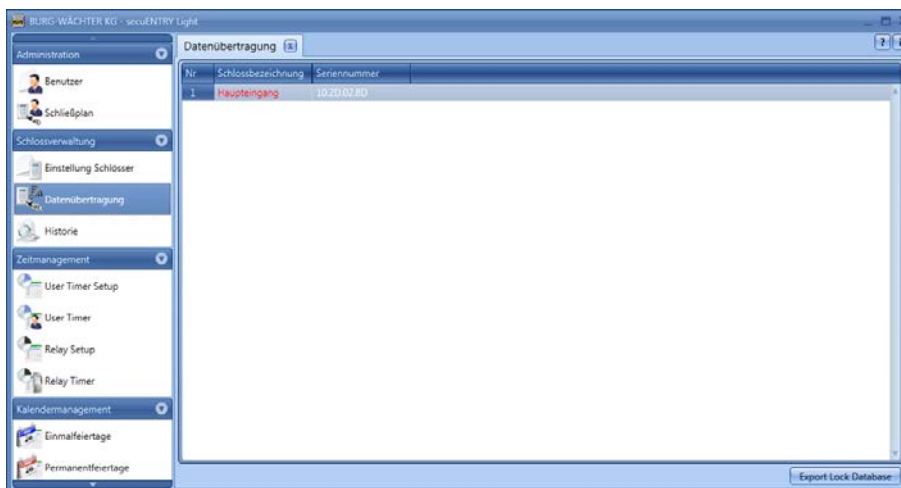 BURG-WÄCHTER KG - secuENTRY Light
Administration
Benutzer
Schließplan
Schlossverwaltung
Einstellung Schlösser
Datenübertragung
Historie
Zeitmanagement
User Timer Setup
User Timer
Relay Setup
Relay Timer
Kalendermanagement
Einmalfeiertage
Permanentfeiertage
Datenübertragung
Nr Schlossbezeichnung Seriennummer
1 Haupteingang 10.2D.02.8D
Export Lock Database